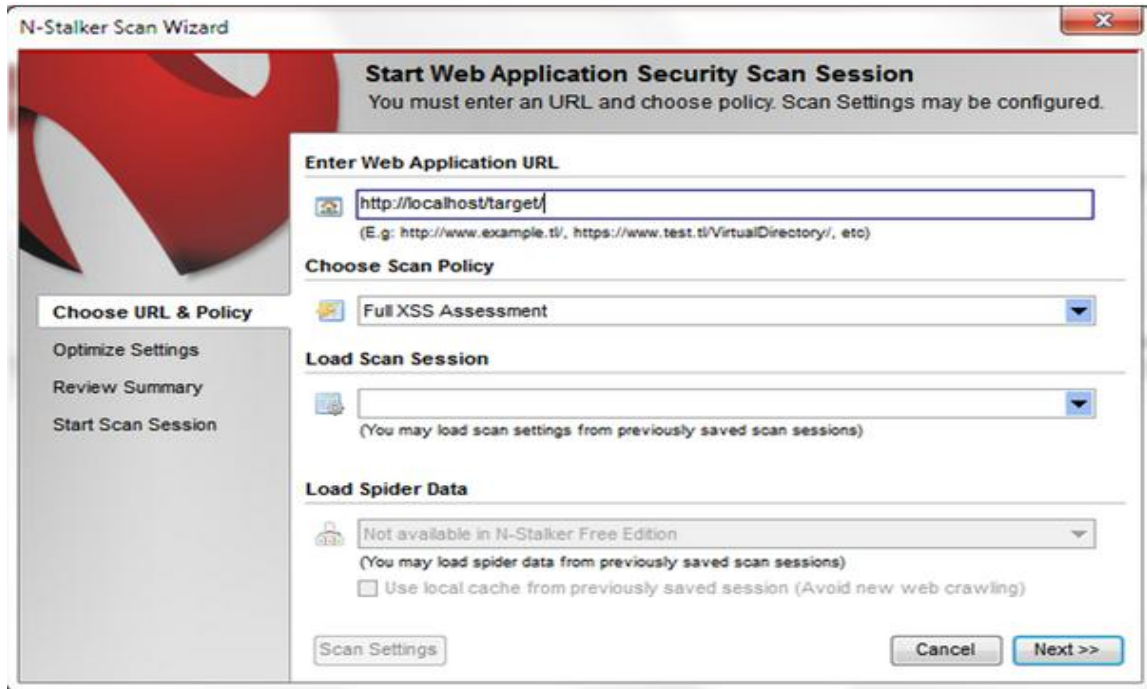 N-Stalker Scan Wizard
Start Web Application Security Scan Session
You must enter an URL and choose policy. Scan Settings may be configured.
Enter Web Application URL
http://localhost/target/
(E.g: http://www.example.tl/, https://www.test.tl/VirtualDirectory/, etc)
Choose Scan Policy
Full XSS Assessment
Load Scan Session
(You may load scan settings from previously saved scan sessions)
Load Spider Data
Not available in N-Stalker Free Edition
(You may load spider data from previously saved scan sessions)
Use local cache from previously saved session (Avoid new web crawling)
Choose URL & Policy
Optimize Settings
Review Summary
Start Scan Session
Scan Settings
Cancel
Next >>